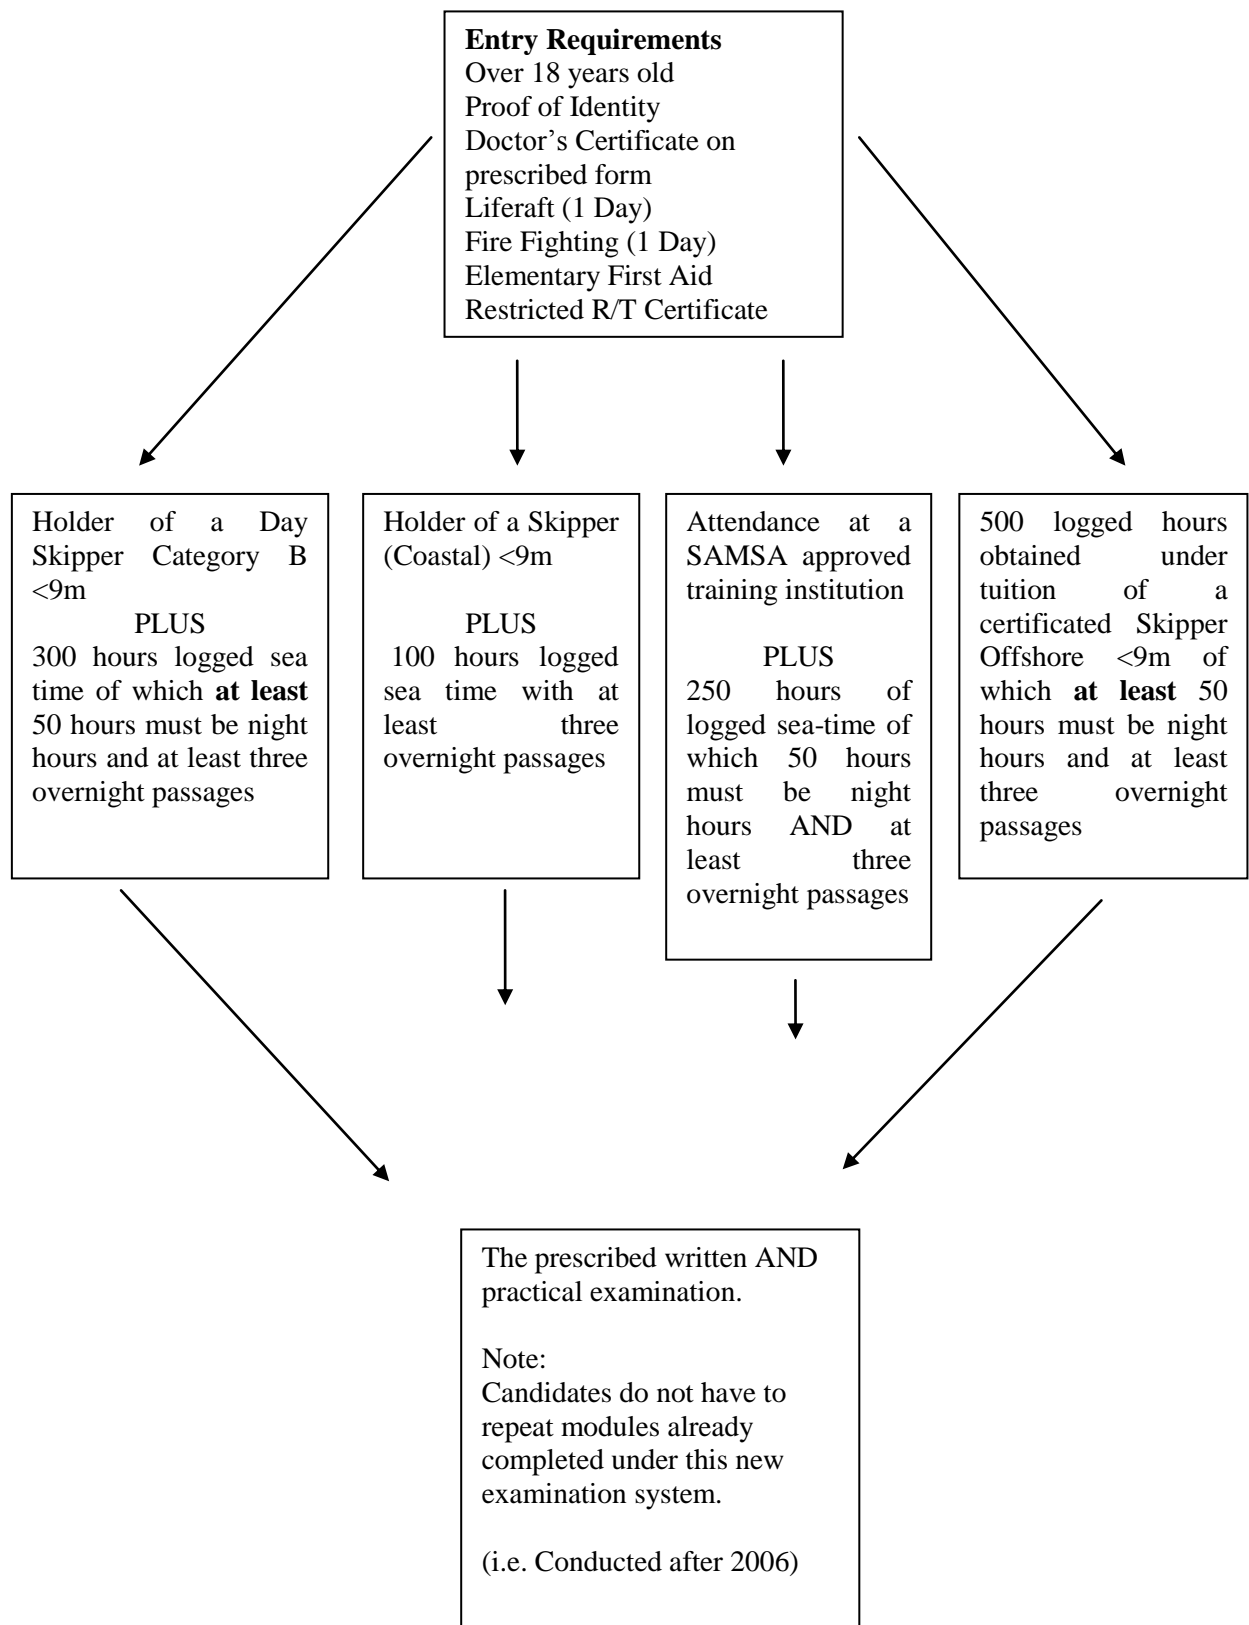 Entry Requirements
Over 18 years old
Proof of Identity
Doctor’s Certificate on
prescribed form
Liferaft (1 Day)
Fire Fighting (1 Day)
Elementary First Aid
Restricted R/T Certificate
Holder of a Day
Skipper Category B
<9m
PLUS
300 hours logged sea
time of which at least
50 hours must be night
hours and at least three
overnight passages
Holder of a Skipper
(Coastal) <9m
PLUS
100 hours logged
sea time with at
least three
overnight passages
Attendance at a
SAMSA approved
training institution
PLUS
250 hours of
logged sea-time of
which 50 hours
must be night
hours AND at
least three
overnight passages
500 logged hours
obtained under
tuition of a
certificated Skipper
Offshore <9m of
which at least 50
hours must be night
hours and at least
three overnight
passages
The prescribed written AND
practical examination.
Note:
Candidates do not have to
repeat modules already
completed under this new
examination system.
(i.e. Conducted after 2006)